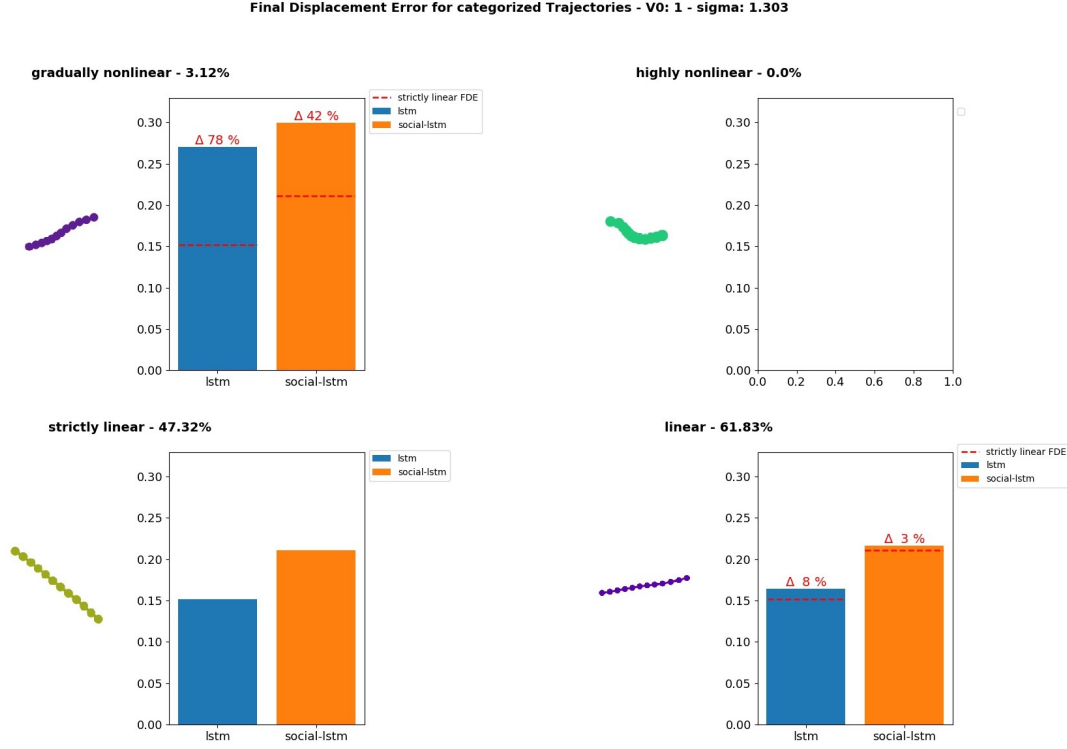 Final Displacement Error for categorized Trajectories - V0: 1 - sigma: 1.303
gradually nonlinear - 3.12%
0.30
0.25
0.20
0.15
0.10
0.05
0.00
Δ 78 %
Δ 42 %
lstm
social-lstm
strictly linear FDE
lstm
social-lstm
highly nonlinear - 0.0%
0.30
0.25
0.20
0.15
0.10
0.05
0.00
0.0 0.2 0.4 0.6 0.8 1.0
strictly linear - 47.32%
0.30
0.25
0.20
0.15
0.10
0.05
0.00
lstm
social-lstm
lstm
social-lstm
linear - 61.83%
0.30
0.25
0.20
0.15
0.10
0.05
0.00
Δ 8 %
Δ 3 %
lstm
social-lstm
strictly linear FDE
lstm
social-lstm